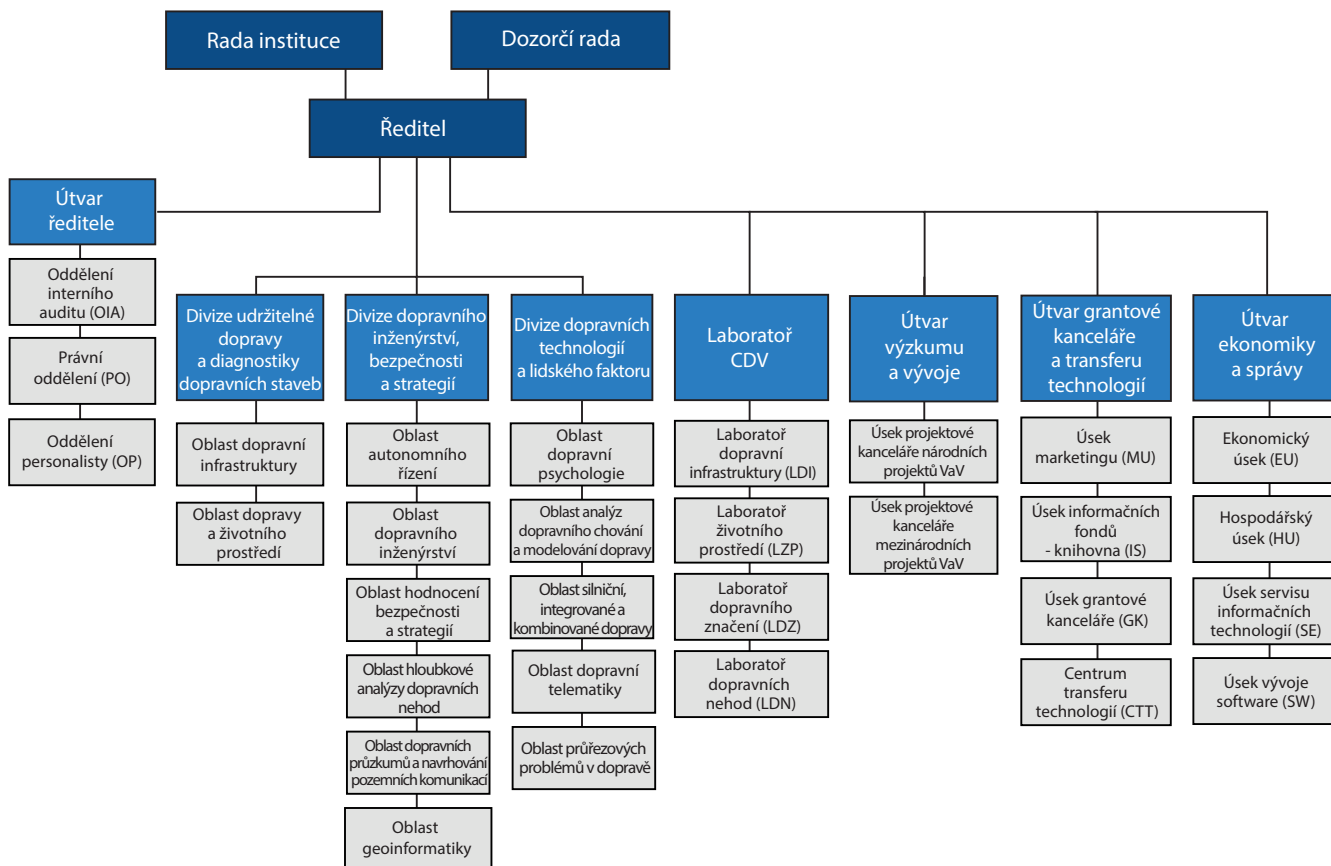 Rada instituce
Dozorčí rada
Ředitel
Útvar
ředitele
Oddělení
interního
auditu (OIA)
Právní
oddělení (PO)
Oddělení
personalisty (OP)
Divize udržitelné
dopravy
a diagnostiky
dopravních staveb
Oblast dopravní
infrastruktury
Oblast dopravy
a životního
prostředí
Divize dopravního
inženýrství,
bezpečnosti
a strategií
Oblast
autonomního
řízení
Oblast
dopravního
inženýrství
Oblast hodnocení
bezpečnosti
a strategií
Oblast hloubkové
analýzy dopravních
nehod
Oblast dopravních
průzkumů a navrhování
pozemních komunikací
Oblast
geoinformatiky
Divize dopravních
technologií
a lidského faktoru
Oblast
dopravní
psychologie
Oblast analýz
dopravního chování
a modelování dopravy
Oblast silniční,
integrované a
kombinované dopravy
Oblast dopravní
telematiky
Oblast průřezových
problémů v dopravě
Laboratoř
CDV
Laboratoř
dopravní
infrastruktury (LDI)
Laboratoř
životního
prostředí (LZP)
Laboratoř
dopravního
značení (LDZ)
Laboratoř
dopravních
nehod (LDN)
Útvar
výzkumu
a vývoje
Úsek projektové
kanceláře národních
projektů VaV
Úsek projektové
kanceláře
mezinárodních
projektů VaV
Útvar grantové
kanceláře
a transferu
technologií
Úsek
marketingu (MU)
Úsek informačních
fondů
- knihovna (IS)
Úsek grantové
kanceláře (GK)
Centrum
transferu
technologií (CTT)
Útvar
ekonomiky
a správy
Ekonomický
úsek (EU)
Hospodářský
úsek (HU)
Úsek servisu
informačních
technologií (SE)
Úsek vývoje
software (SW)